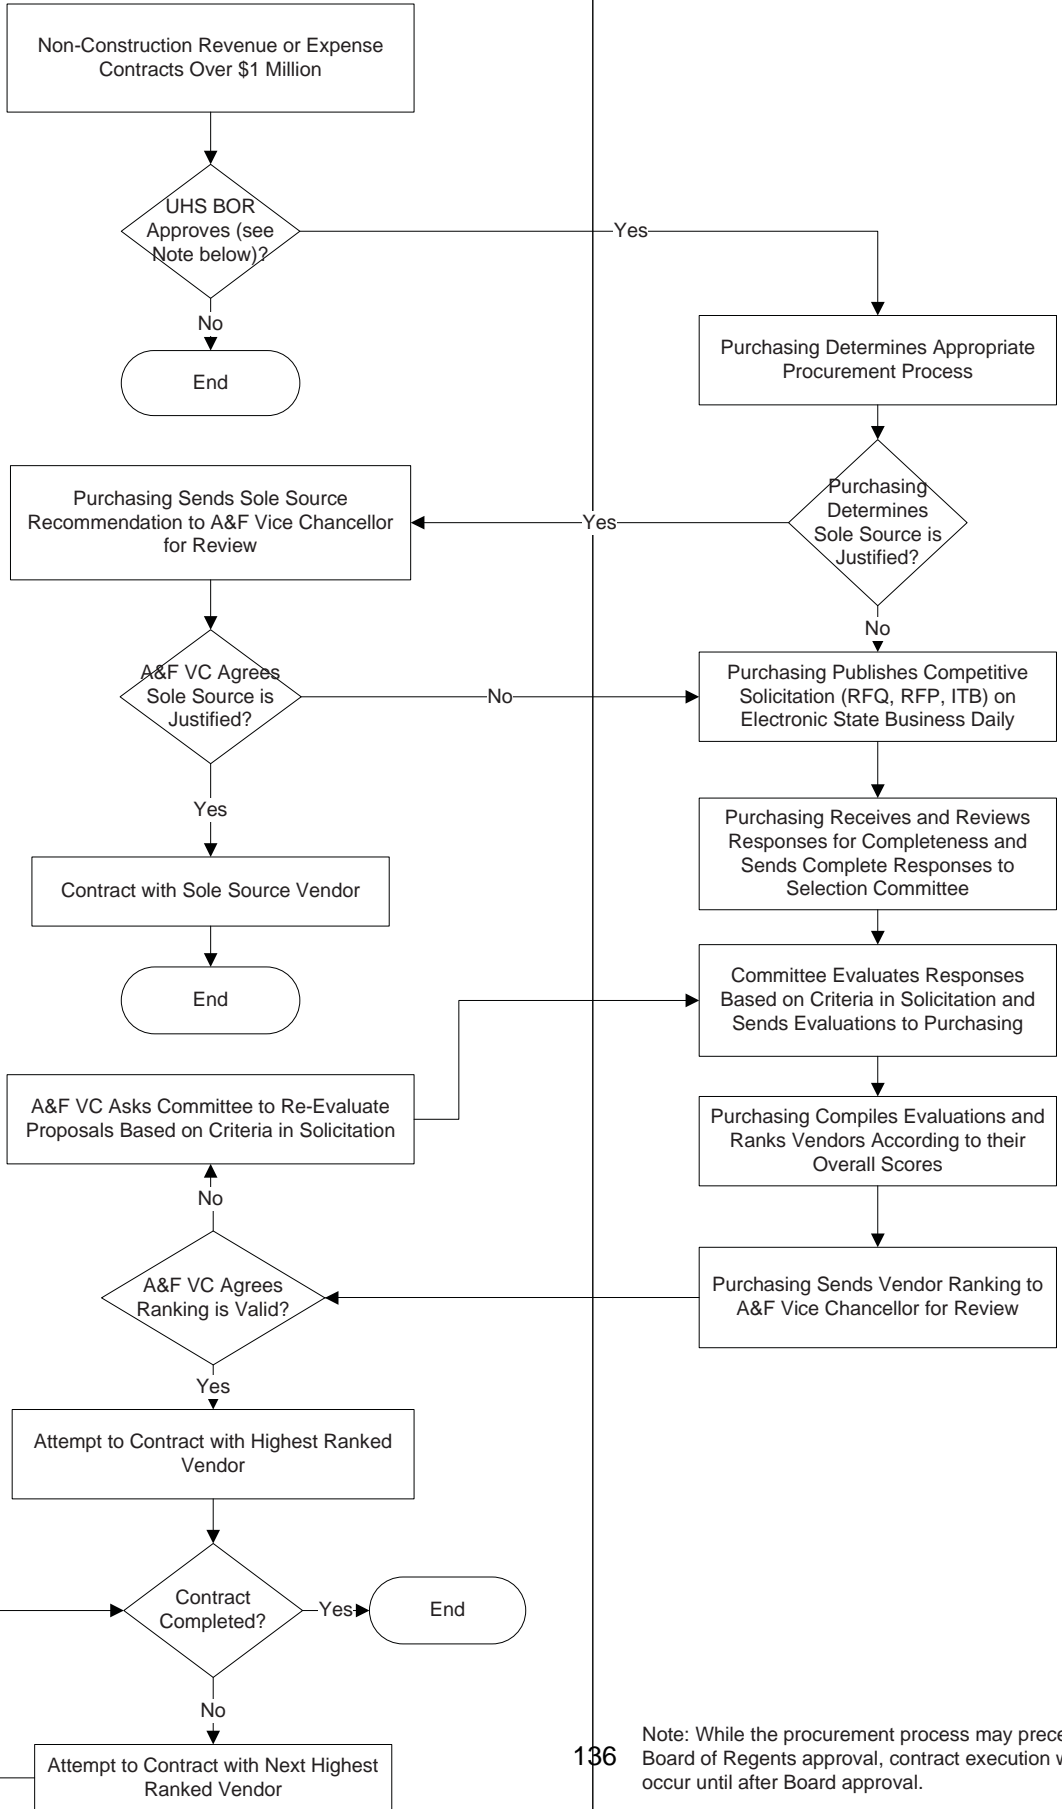 Non-Construction Revenue or Expense
Contracts Over $1 Million
UHS BOR
Approves (see
Note below)?
Yes
No
End
Purchasing Determines Appropriate
Procurement Process
Purchasing
Determines
Sole Source is
Justified?
Yes
No
Purchasing Sends Sole Source
Recommendation to A&F Vice Chancellor
for Review
A&F VC Agrees
Sole Source is
Justified?
No
Yes
Purchasing Publishes Competitive
Solicitation (RFQ, RFP, ITB) on
Electronic State Business Daily
Contract with Sole Source Vendor
End
Purchasing Receives and Reviews
Responses for Completeness and
Sends Complete Responses to
Selection Committee
Committee Evaluates Responses
Based on Criteria in Solicitation and
Sends Evaluations to Purchasing
A&F VC Asks Committee to Re-Evaluate
Proposals Based on Criteria in Solicitation
Purchasing Compiles Evaluations and
Ranks Vendors According to their
Overall Scores
No
A&F VC Agrees
Ranking is Valid?
Purchasing Sends Vendor Ranking to
A&F Vice Chancellor for Review
Yes
Attempt to Contract with Highest Ranked
Vendor
Contract
Completed?
Yes
End
No
Attempt to Contract with Next Highest
Ranked Vendor
136
Note: While the procurement process may
Board of Regents approval, contract execution
occur until after Board approval.